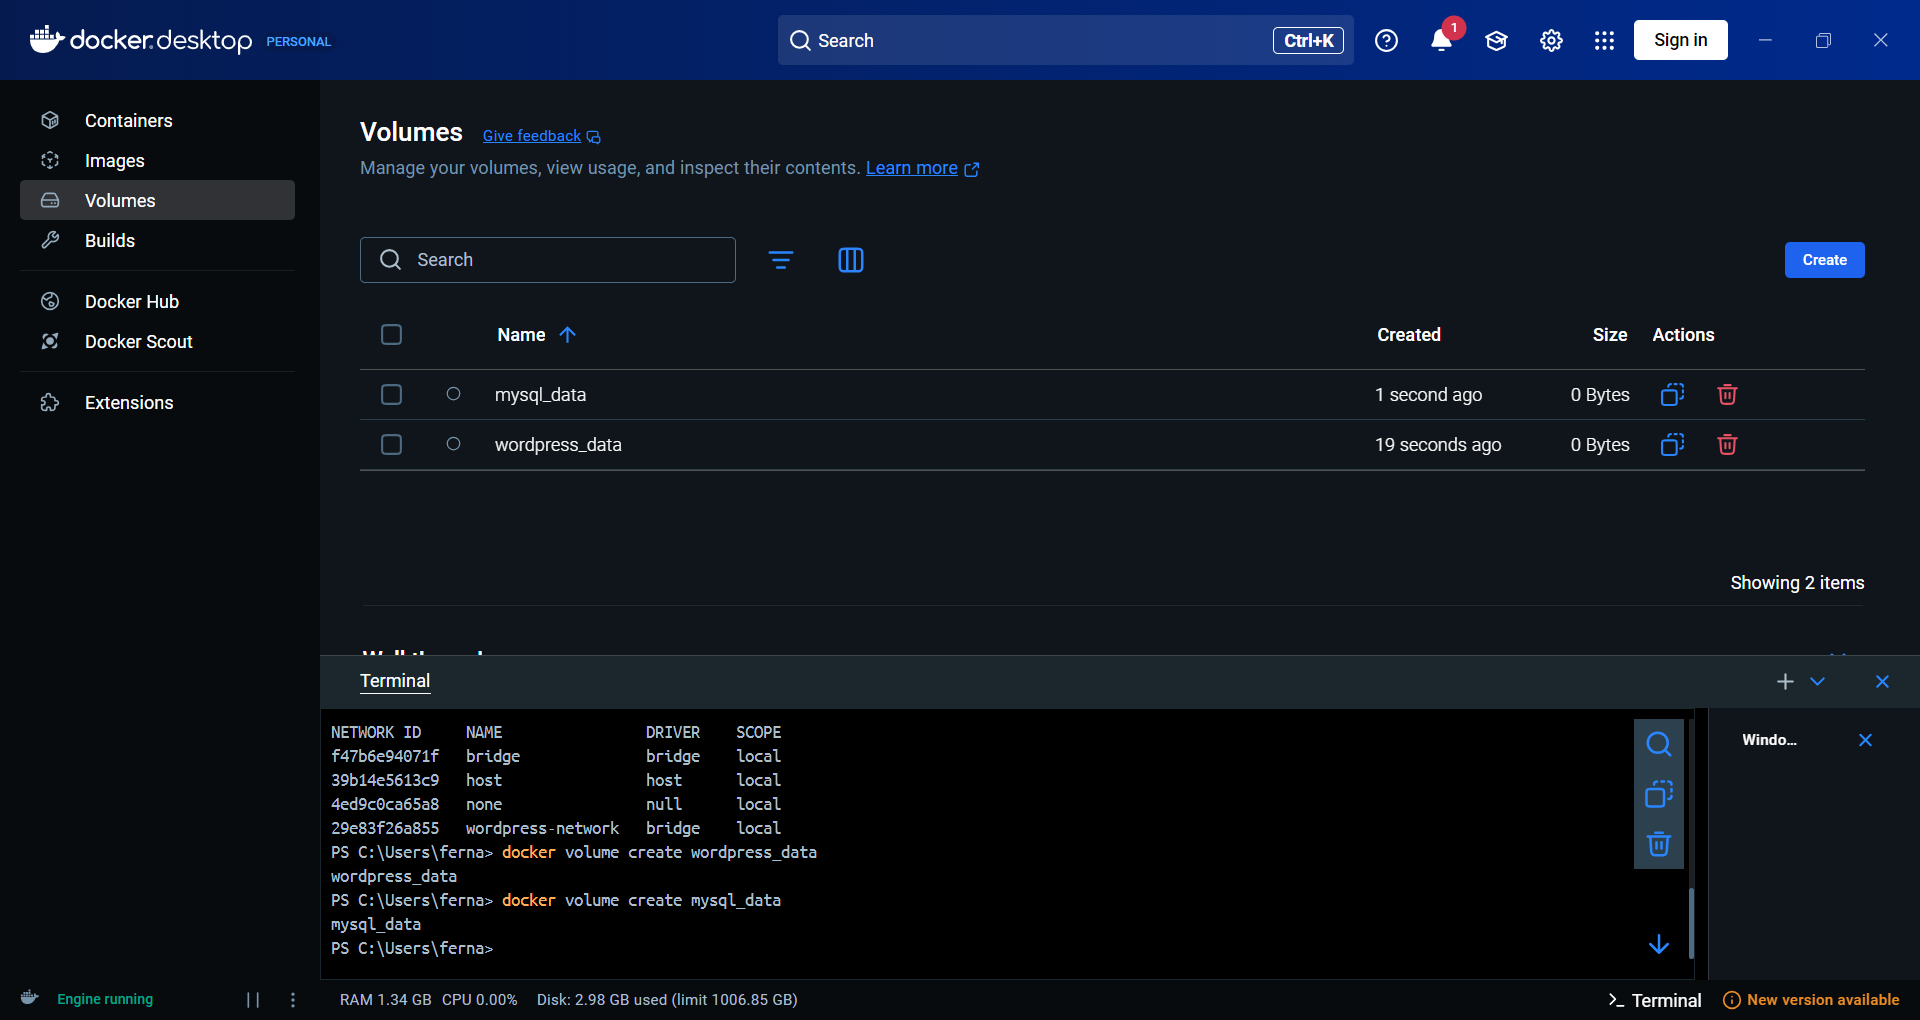 docker.desktop PERSONAL
Search Ctrl+K
1
Sign in
Containers
Images
Volumes
Builds
Docker Hub
Docker Scout
Extensions
Volumes Give feedback
Manage your volumes, view usage, and inspect their contents. Learn more
Search
Create
Name Created Size Actions
mysql_data 1 second ago 0 Bytes
wordpress_data 19 seconds ago 0 Bytes
Showing 2 items
Terminal
NETWORK ID NAME DRIVER SCOPE
f47b6e94071f bridge bridge local
39b14e5613c9 host host local
4ed9c0ca65a8 none null local
29e83f26a855 wordpress-network bridge local
PS C:\Users\ferna> docker volume create wordpress_data
wordpress_data
PS C:\Users\ferna> docker volume create mysql_data
mysql_data
PS C:\Users\ferna>
Windo...
Engine running
RAM 1.34 GB CPU 0.00% Disk: 2.98 GB used (limit 1006.85 GB)
Terminal
New version available